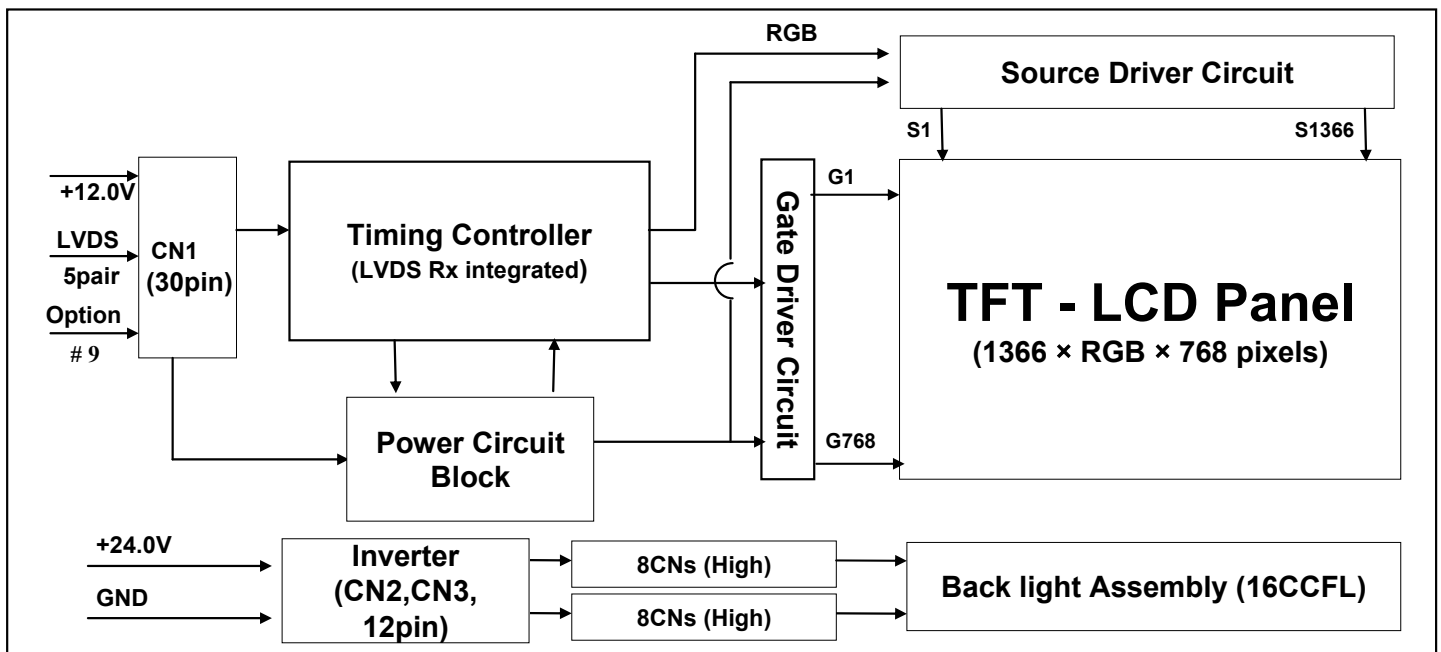 RGB
Source Driver Circuit
S1
S1366
+12.0V
LVDS
5pair
Option
# 9
CN1
(30pin)
Timing Controller
(LVDS Rx integrated)
Gate Driver Circuit
G1
G768
TFT - LCD Panel
(1366 × RGB × 768 pixels)
Power Circuit
Block
+24.0V
GND
Inverter
(CN2,CN3,
12pin)
8CNs (High)
8CNs (High)
Back light Assembly (16CCFL)